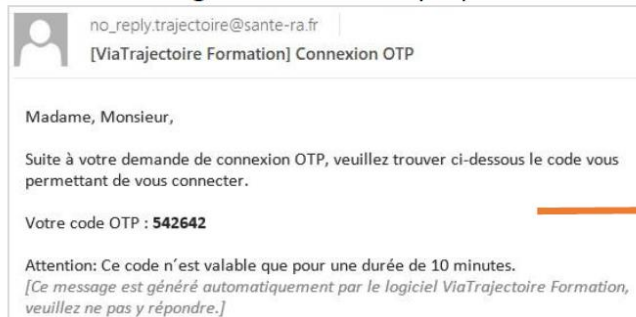 no_reply.trajectoire@sante-ra.fr
[ViaTrajectoire Formation] Connexion OTP
Madame, Monsieur,
Suite à votre demande de connexion OTP, veuillez trouver ci-dessous le code vous
permettant de vous connecter.
Votre code OTP : 542642
Attention: Ce code n´est valable que pour une durée de 10 minutes.
[Ce message est généré automatiquement par le logiciel ViaTrajectoire Formation,
veuillez ne pas y répondre.]